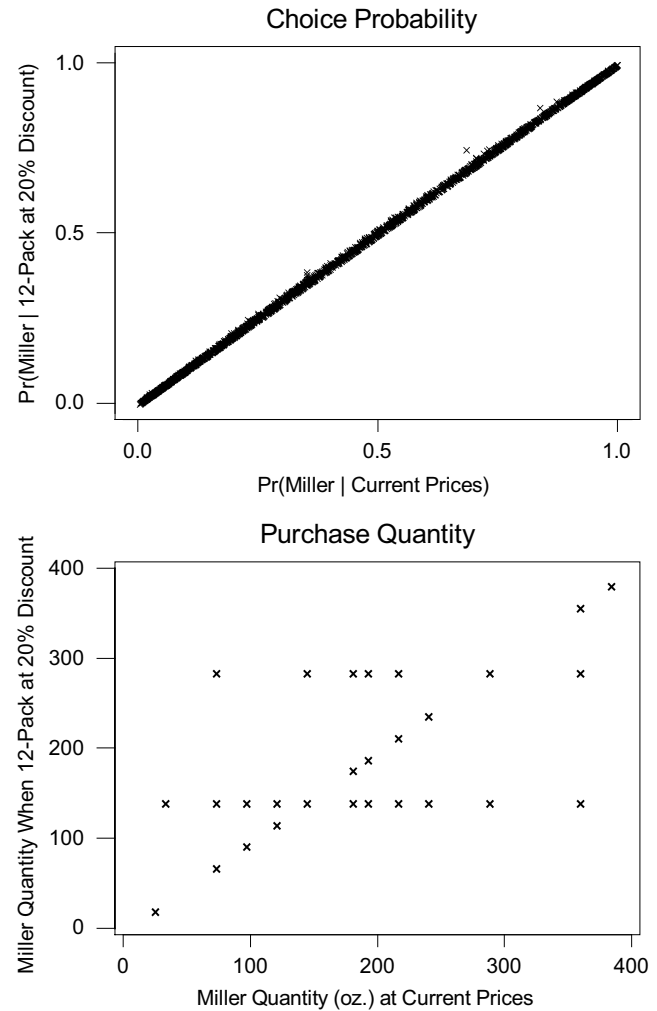 Choice Probability
Pr(Miller | 12-Pack at 20% Discount)
1.0
0.5
0.0
0.0 0.5 1.0
Pr(Miller | Current Prices)
Purchase Quantity
Miller Quantity When 12-Pack at 20% Discount
400
300
200
100
0
0 100 200 300 400
Miller Quantity (oz.) at Current Prices